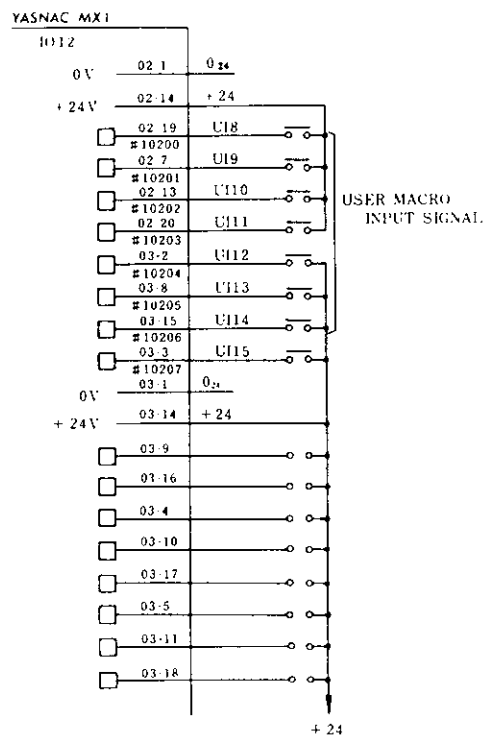 YASNAC MX1
IO12
0V 02-1 0₂₄
+24V 02-14 +24
02-19 UI8
#10200
02-7 UI9
#10201
02-13 UI10
#10202
02-20 UI11
#10203
03-2 UI12
#10204
03-8 UI13
#10205
03-15 UI14
#10206
03-3 UI15
#10207
USER MACRO
INPUT SIGNAL
0V 03-1 0₂₄
+24V 03-14 +24
03-9
03-16
03-4
03-10
03-17
03-5
03-11
03-18
+24